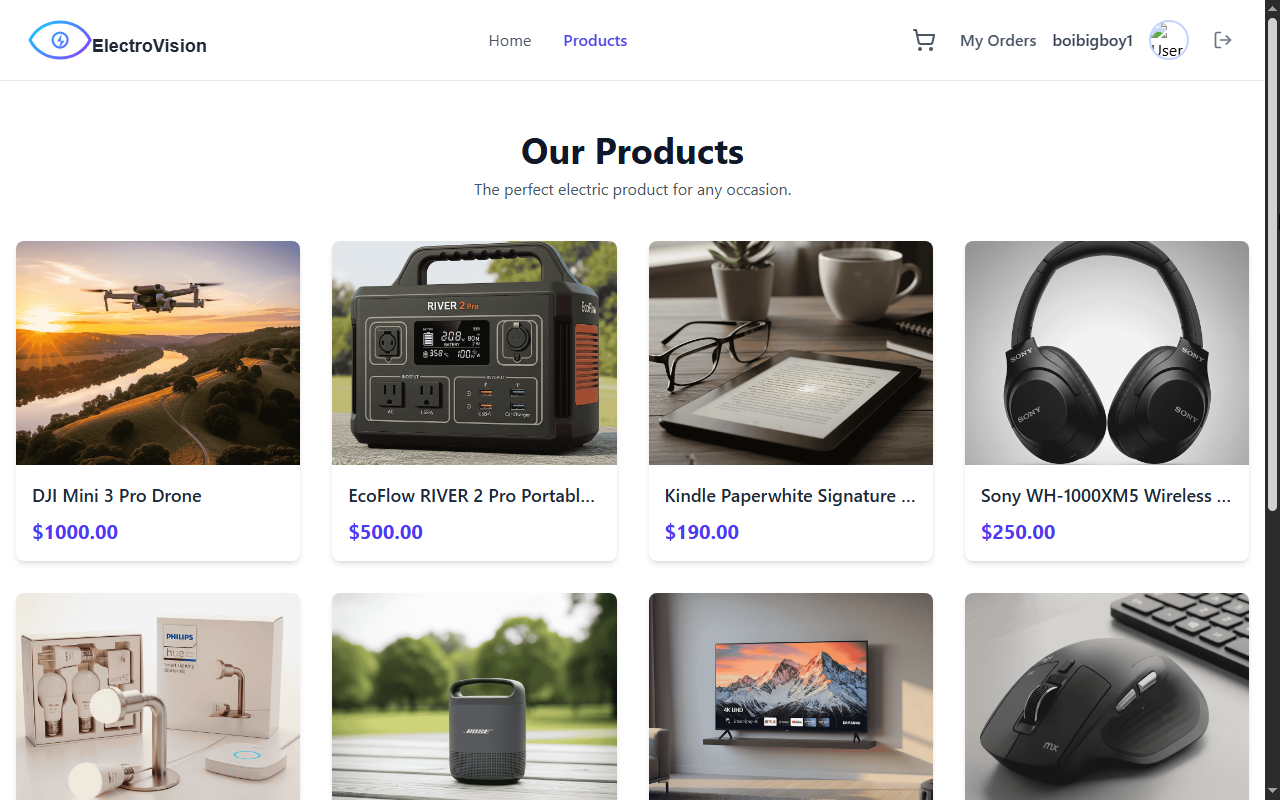 ElectroVision
Home
Products
My Orders
boibigboy1
User
Our Products
The perfect electric product for any occasion.
RIVER 2 Pro
EcoFlow
SONY
SONY
SONY
SONY
DJI Mini 3 Pro Drone
EcoFlow RIVER 2 Pro Portabl...
Kindle Paperwhite Signature ...
Sony WH-1000XM5 Wireless ...
$1000.00
$500.00
$190.00
$250.00
PHILIPS
hue
BOSE
4K UHD
SAMSUNG
mx